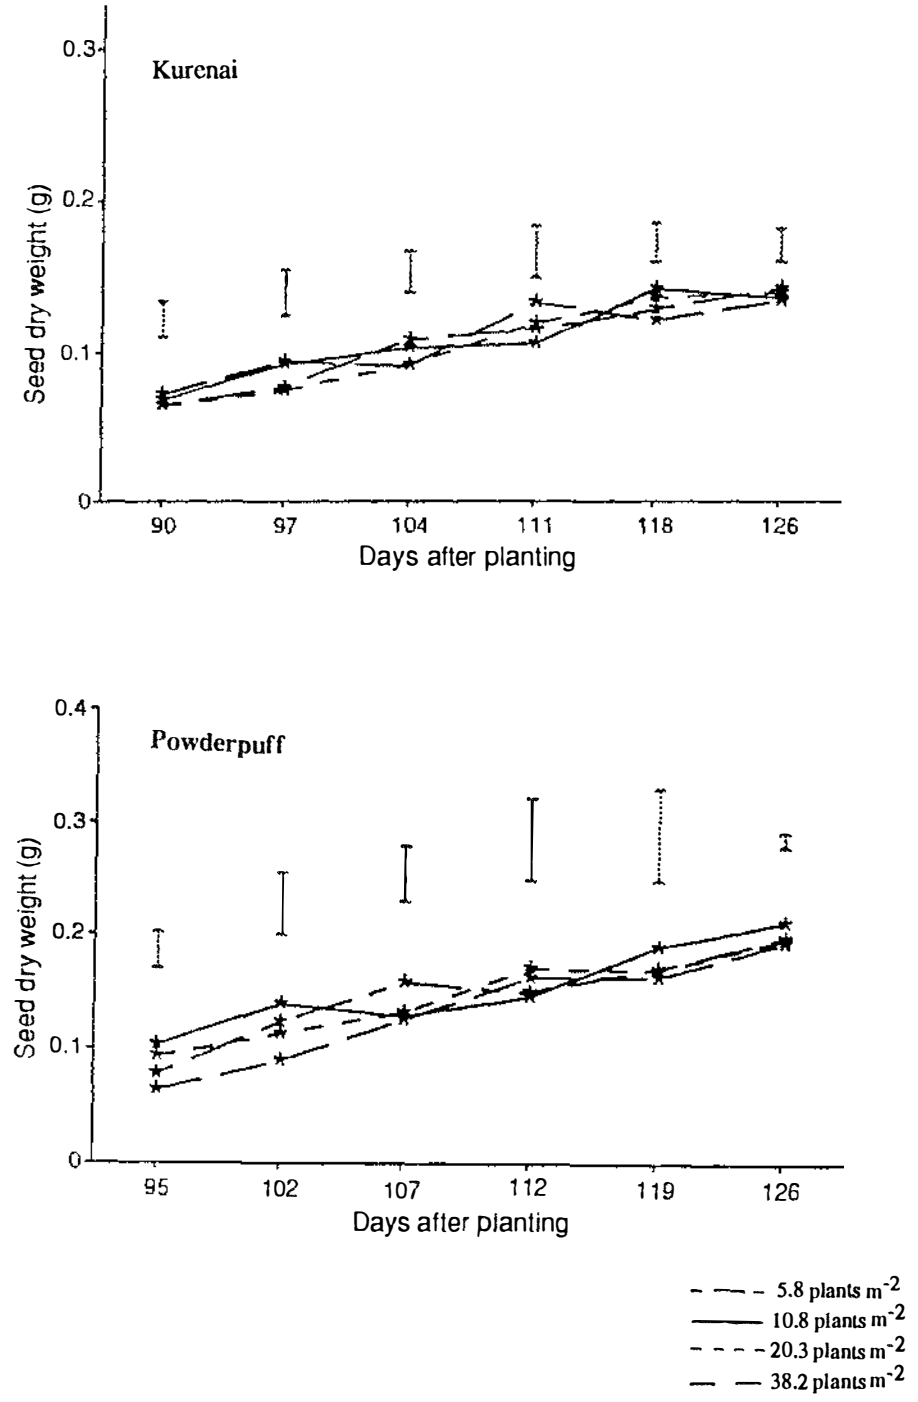 0.3
Kurenai
0.2
Seed dry weight (g)
0.1
0
90 97 104 111 118 126
Days after planting
0.4
Powderpuff
0.3
0.2
Seed dry weight (g)
0.1
0
95 102 107 112 119 126
Days after planting
5.8 plants m-2
10.8 plants m-2
20.3 plants m-2
38.2 plants m-2